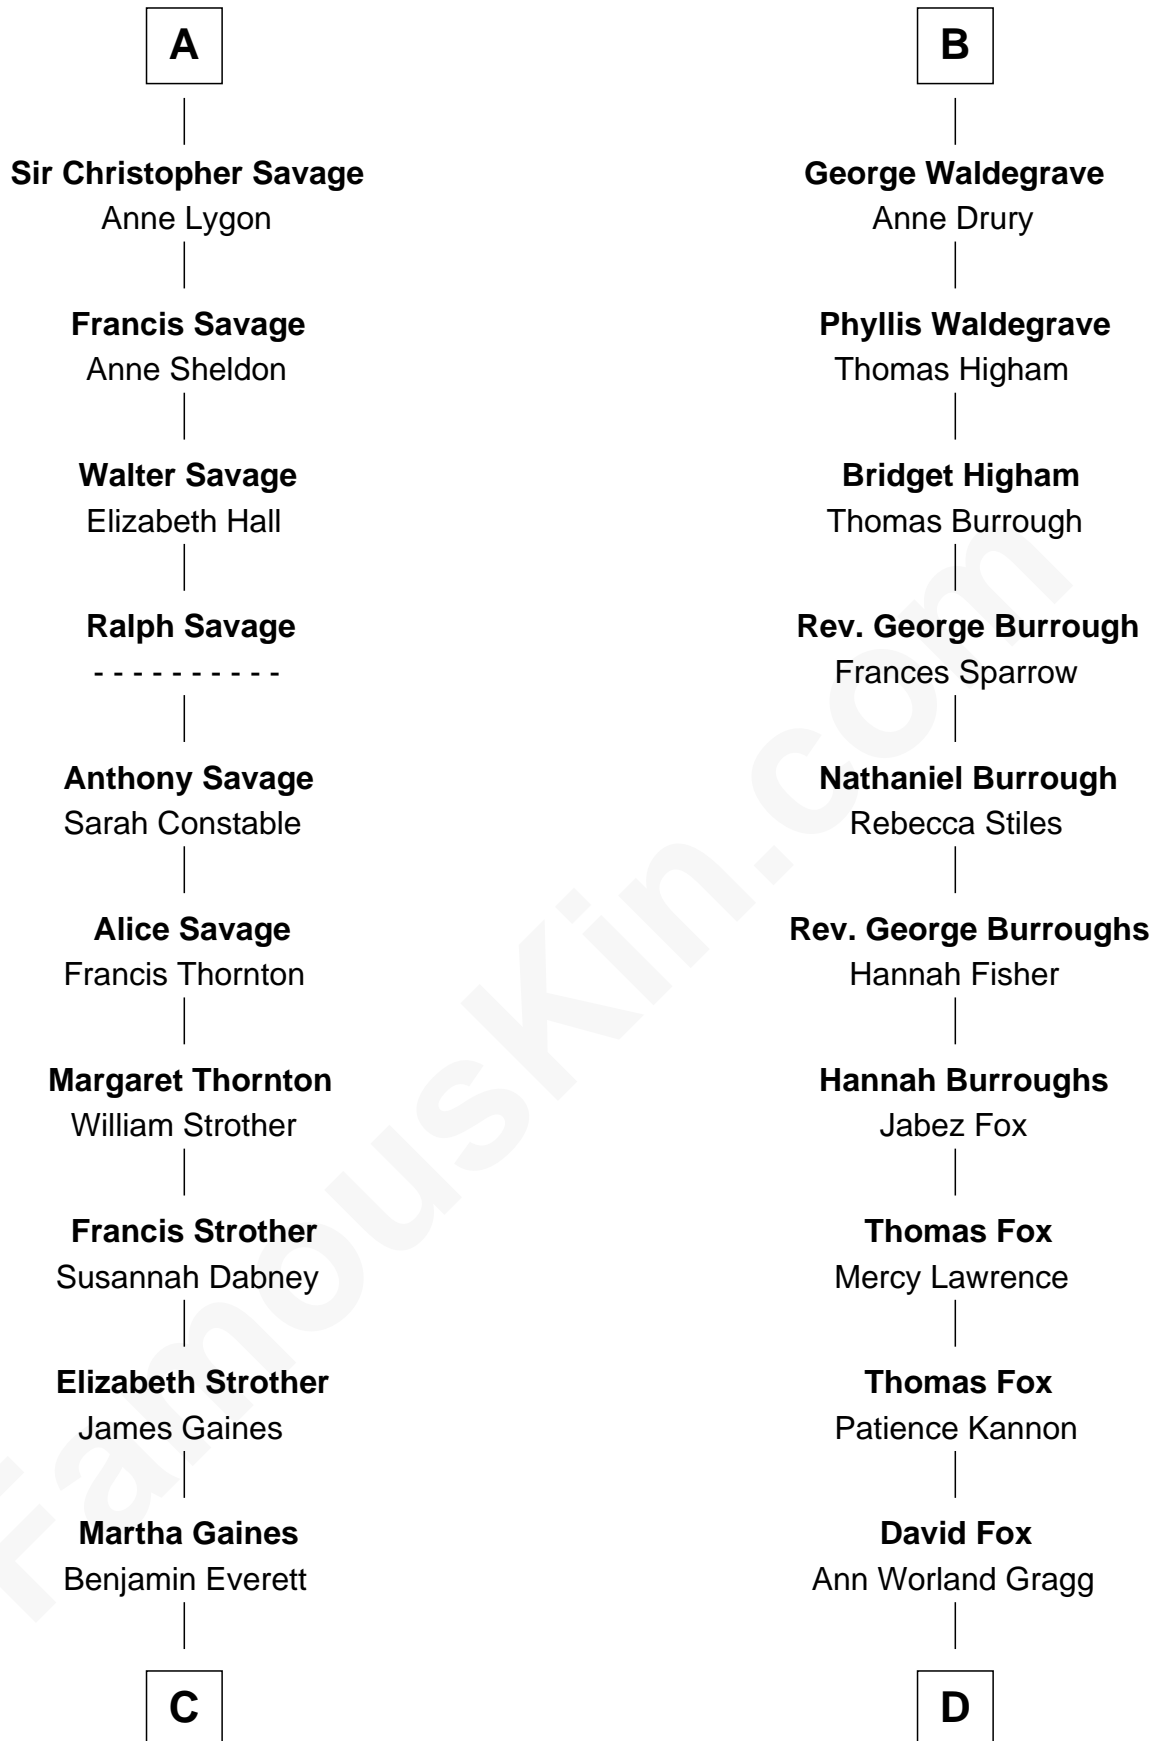 A
Sir Christopher Savage
Anne Lygon
Francis Savage
Anne Sheldon
Walter Savage
Elizabeth Hall
Ralph Savage
- - - - - - - - - -
Anthony Savage
Sarah Constable
Alice Savage
Francis Thornton
Margaret Thornton
William Strother
Francis Strother
Susannah Dabney
Elizabeth Strother
James Gaines
Martha Gaines
Benjamin Everett
C
B
George Waldegrave
Anne Drury
Phyllis Waldegrave
Thomas Higham
Bridget Higham
Thomas Burrough
Rev. George Burrough
Frances Sparrow
Nathaniel Burrough
Rebecca Stiles
Rev. George Burroughs
Hannah Fisher
Hannah Burroughs
Jabez Fox
Thomas Fox
Mercy Lawrence
Thomas Fox
Patience Kannon
David Fox
Ann Worland Gragg
D
FamousKin.com